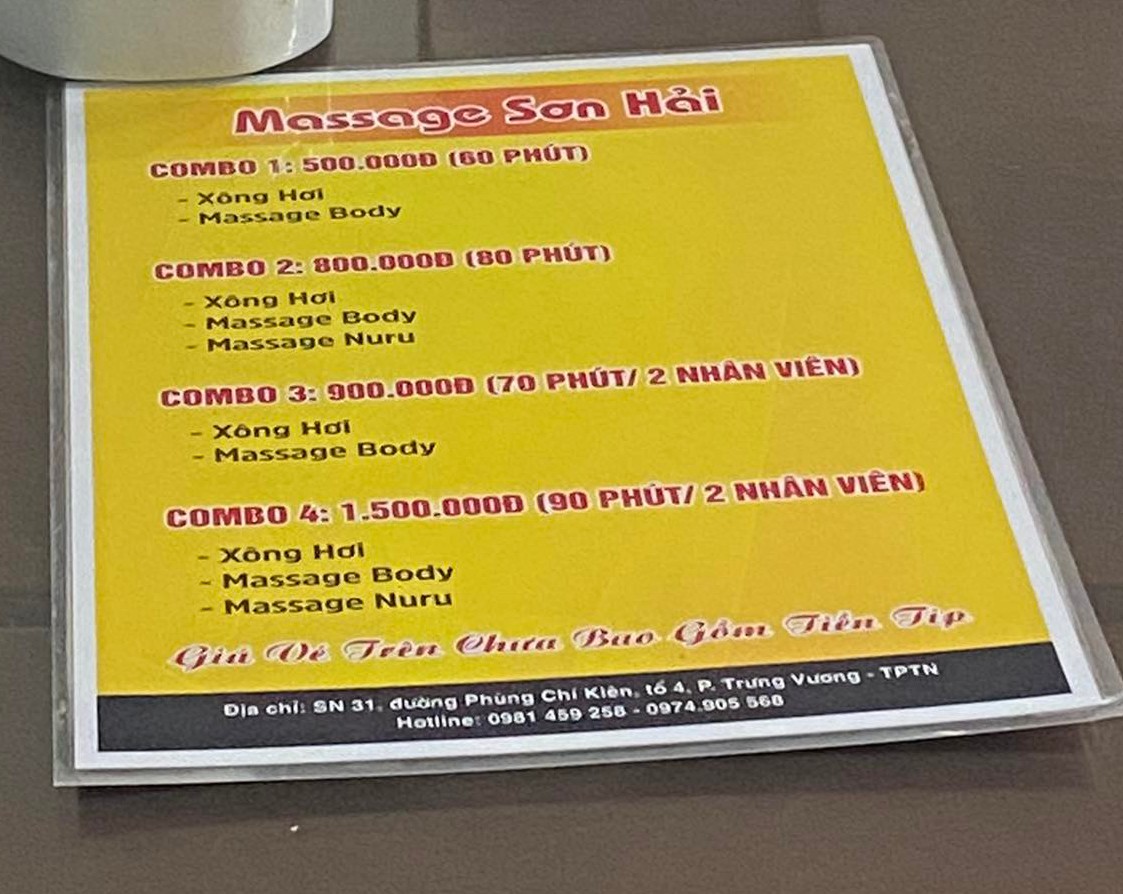 Massage Sơn Hải
COMBO 1: 500.000Đ (60 PHÚT)
- Xông Hơi
- Massage Body
COMBO 2: 800.000Đ (80 PHÚT)
- Xông Hơi
- Massage Body
- Massage Nuru
COMBO 3: 900.000Đ (70 PHÚT/ 2 NHÂN VIÊN)
- Xông Hơi
- Massage Body
COMBO 4: 1.500.000Đ (90 PHÚT/ 2 NHÂN VIÊN)
- Xông Hơi
- Massage Body
- Massage Nuru
Giá Vé Trên Chưa Bao Gồm Tiền Tip
Địa chỉ: SN 31, đường Phùng Chí Kiên, tổ 4, P. Trưng Vương - TPTN
Hotline: 0981 459 258 - 0974.905 568